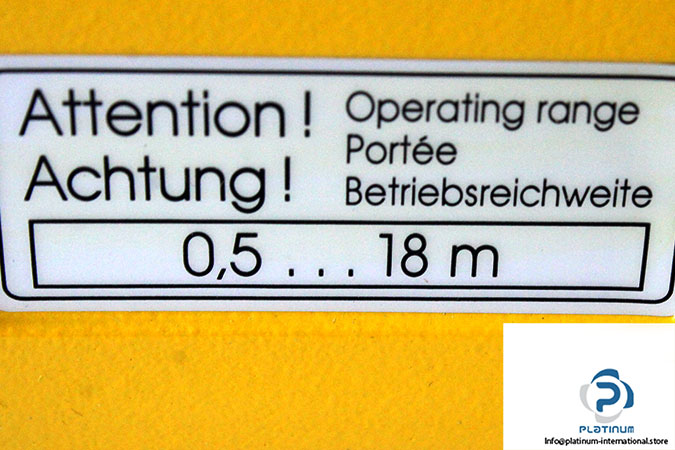 Attention !
Achtung !
Operating range
Portée
Betriebsreichweite
0,5 . . . 18 m
PLATINUM
Info@platinum-international.store